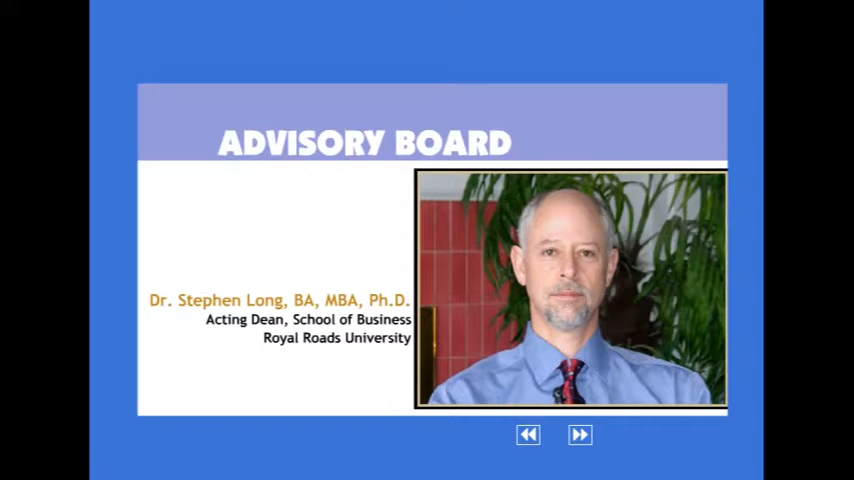 ADVISORY BOARD
Dr. Stephen Long, BA, MBA, Ph.D.
Acting Dean, School of Business
Royal Roads University